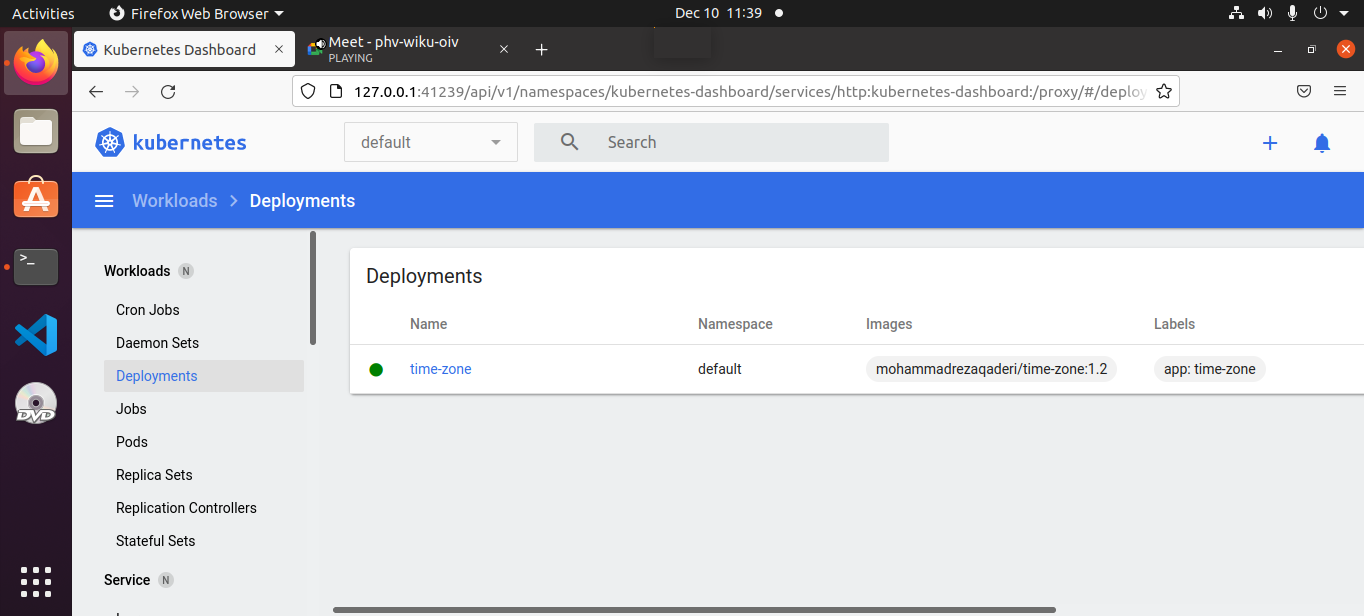 Activities Firefox Web Browser Dec 10 11:39
Kubernetes Dashboard Meet - phv-wiku-oiv
PLAYING
127.0.0.1:41239/api/v1/namespaces/kubernetes-dashboard/services/http:kubernetes-dashboard:/proxy/#/deploy
kubernetes default Search
Workloads Deployments
Workloads N
Deployments
Cron Jobs
Name Namespace Images Labels
Daemon Sets
time-zone default mohammadrezaqaderi/time-zone:1.2 app: time-zone
Deployments
Jobs
Pods
Replica Sets
Replication Controllers
Stateful Sets
Service N
DVD